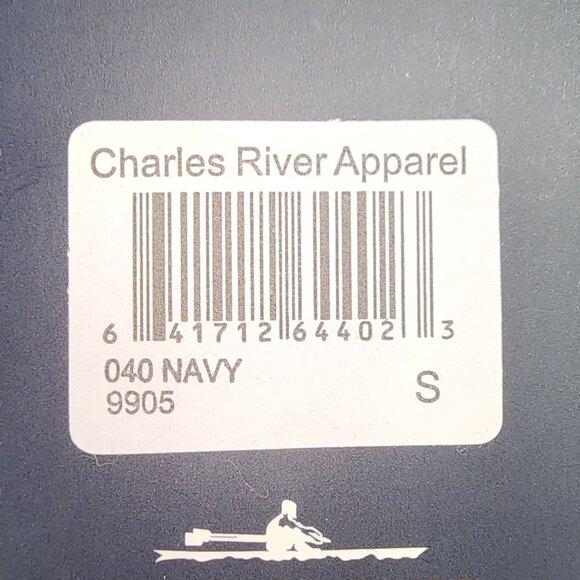 Charles River Apparel
6 41712 64402 3
040 NAVY
9905
S